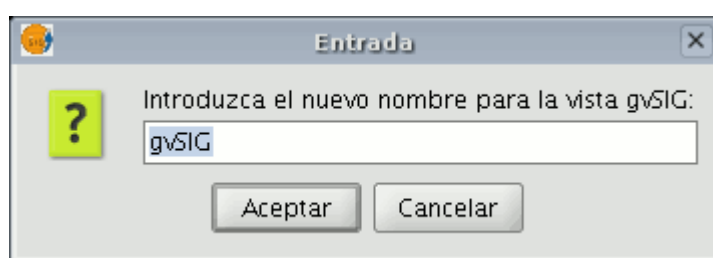 Entrada
Introduzca el nuevo nombre para la vista gvSIG:
gvSIG
Aceptar
Cancelar